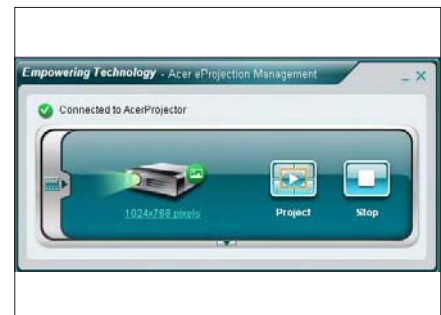 Empowering Technology - Acer eProjection Management
Connected to AcerProjector
1024x768 pixels
Project
Stop